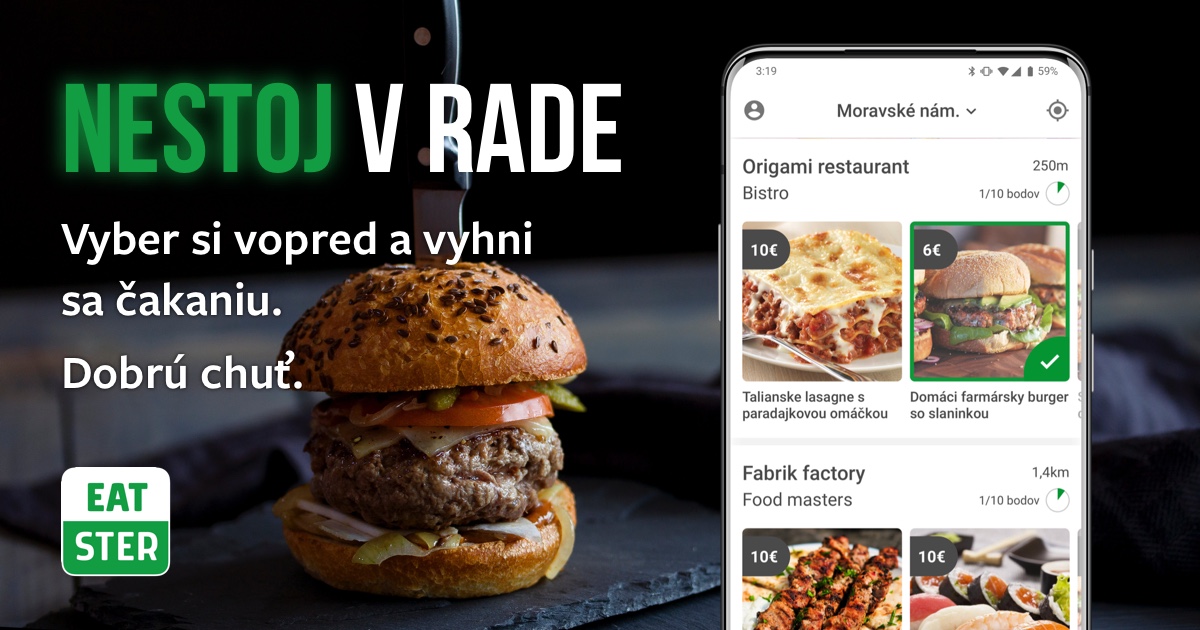 NESTOJ V RADE
Vyber si vopred a vyhni
sa čakaniu.
Dobrú chuť.
EAT
STER
3:19
59%
Moravské nám.
Origami restaurant
250m
Bistro
1/10 bodov
10€
6€
Talianske lasagne s
paradajkovou omáčkou
Domáci farmársky burger
so slaninkou
Fabrik factory
1,4km
Food masters
1/10 bodov
10€
10€